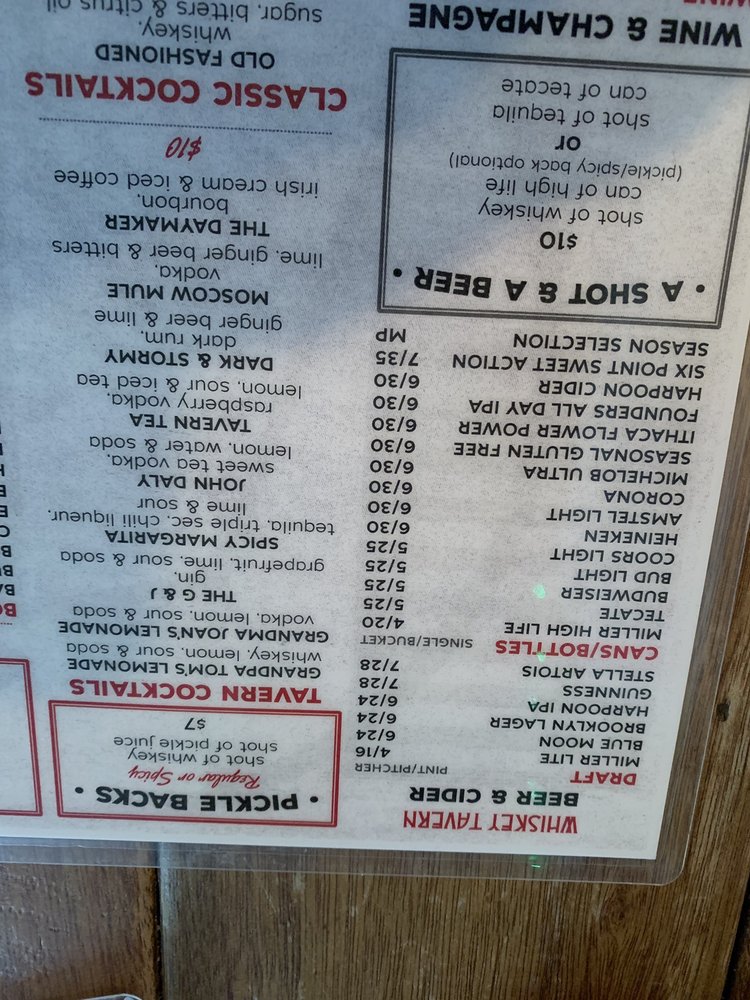 WHISKEY TAVERN
BEER & CIDER
DRAFT PINT/PITCHER
MILLER LITE 4/16
BLUE MOON 6/24
BROOKLYN LAGER 6/24
HARPOON IPA 6/24
GUINNESS 7/28
STELLA ARTOIS 7/28
CANS/BOTTLES SINGLE/BUCKET
MILLER HIGH LIFE 4/20
TECATE 5/25
BUDWEISER 5/25
BUD LIGHT 5/25
COORS LIGHT 5/25
HEINEKEN 6/30
AMSTEL LIGHT 6/30
CORONA 6/30
MICHELOB ULTRA 6/30
SEASONAL GLUTEN FREE 6/30
ITHACA FLOWER POWER 6/30
FOUNDERS ALL DAY IPA 6/30
HARPOON CIDER 6/30
SIX POINT SWEET ACTION 7/35
SEASON SELECTION MP
• A SHOT & A BEER •
$10
shot of whiskey
can of high life
(pickle/spicy back optional)
or
shot of tequila
can of tecate
WINE & CHAMPAGNE
• PICKLE BACKS •
Regular or Spicy
shot of whiskey
shot of pickle juice
$7
TAVERN COCKTAILS
GRANDPA TOM'S LEMONADE
whiskey, lemon, sour & soda
GRANDMA JOAN'S LEMONADE
vodka, lemon, sour & soda
THE G & J
gin,
grapefruit, lime, sour & soda
SPICY MARGARITA
tequila, triple sec, chili liqueur,
lime & sour
JOHN DALY
sweet tea vodka,
lemon, water & soda
TAVERN TEA
raspberry vodka,
lemon, sour & iced tea
DARK & STORMY
dark rum,
ginger beer & lime
MOSCOW MULE
vodka,
lime, ginger beer & bitters
THE DAYMAKER
bourbon,
irish cream & iced coffee
$10
CLASSIC COCKTAILS
OLD FASHIONED
whiskey,
sugar, bitters & citrus oil